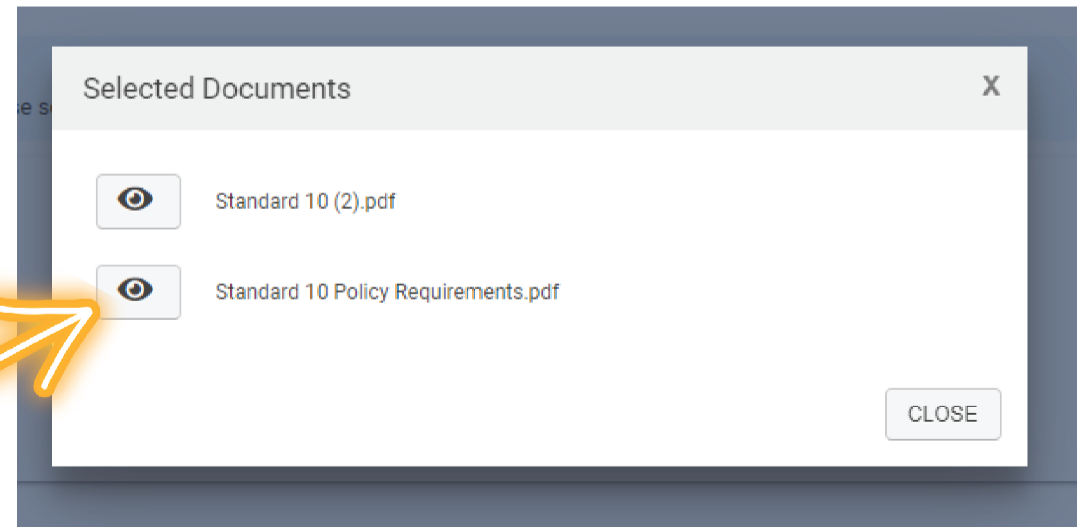 Selected Documents X
e s
Standard 10 (2).pdf
Standard 10 Policy Requirements.pdf
CLOSE